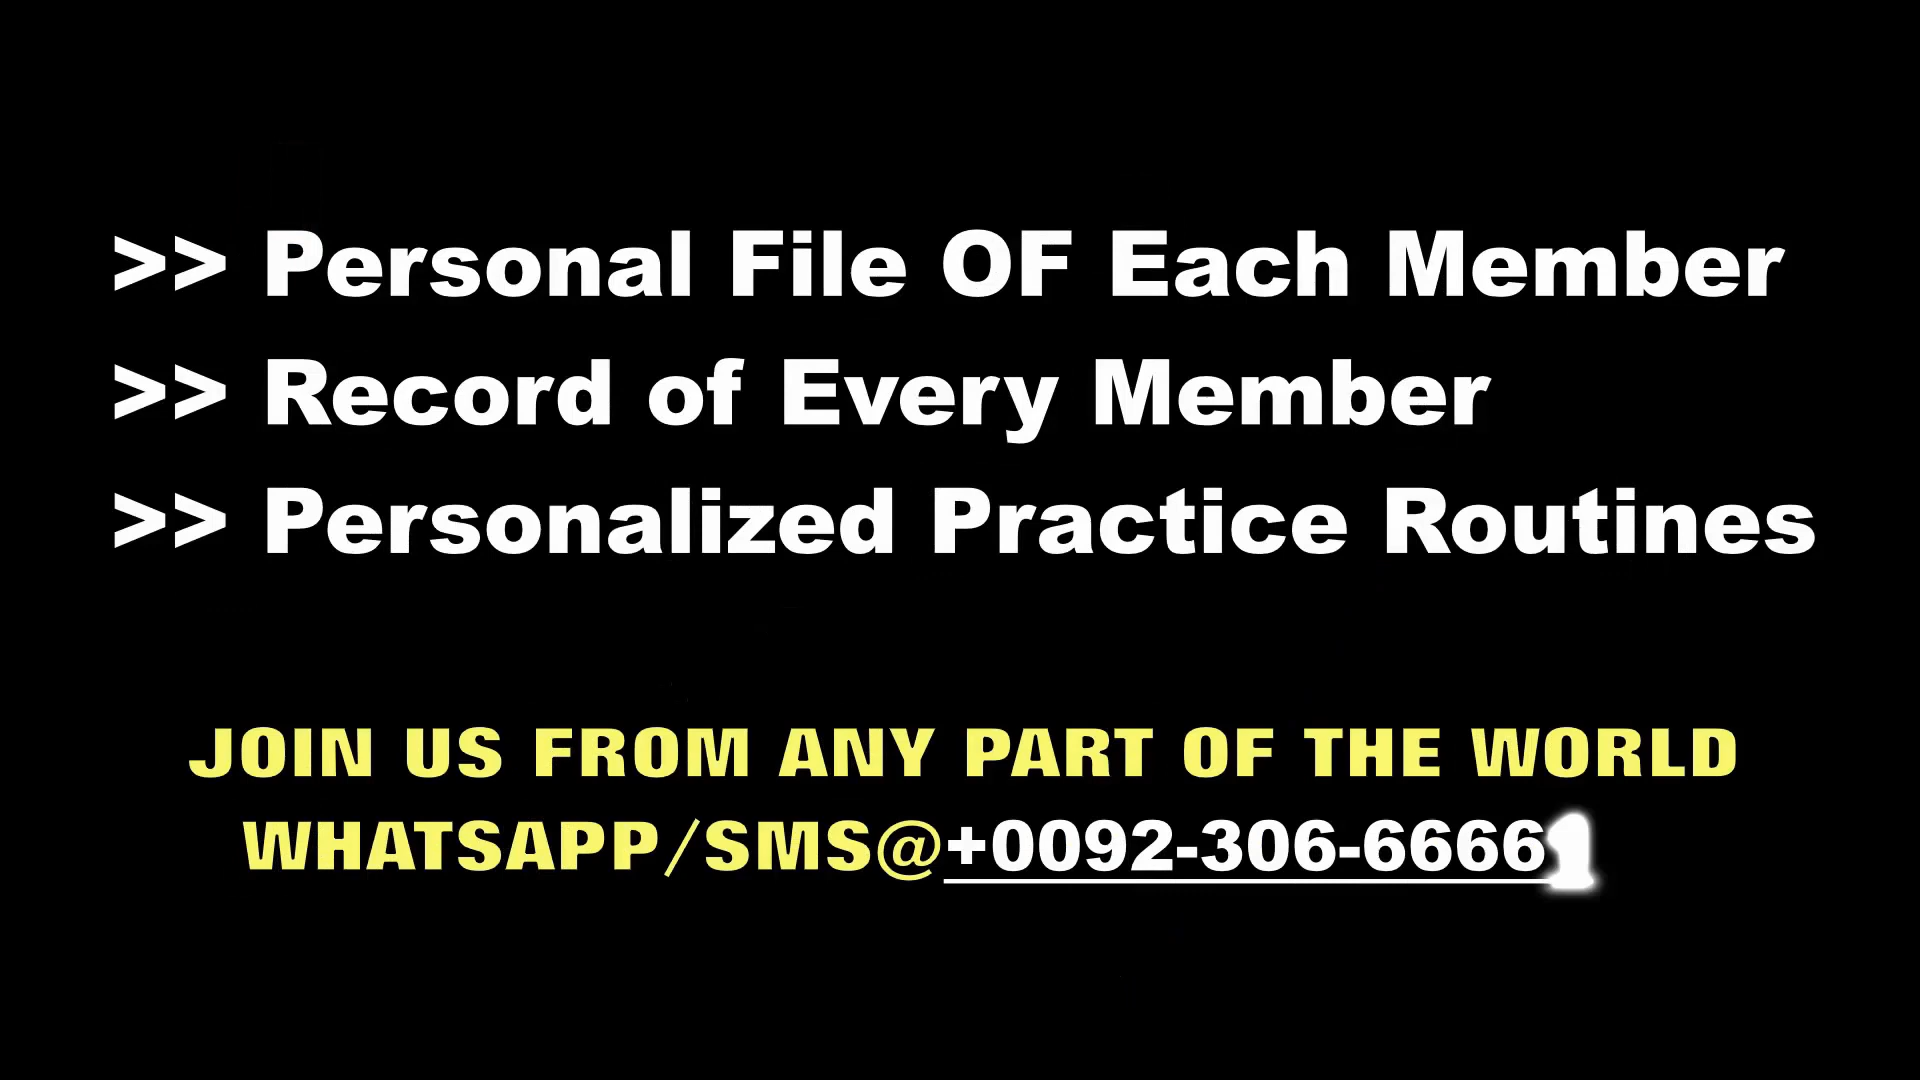 >> Personal File OF Each Member
>> Record of Every Member
>> Personalized Practice Routines
JOIN US FROM ANY PART OF THE WORLD
WHATSAPP/SMS@+0092-306-66661